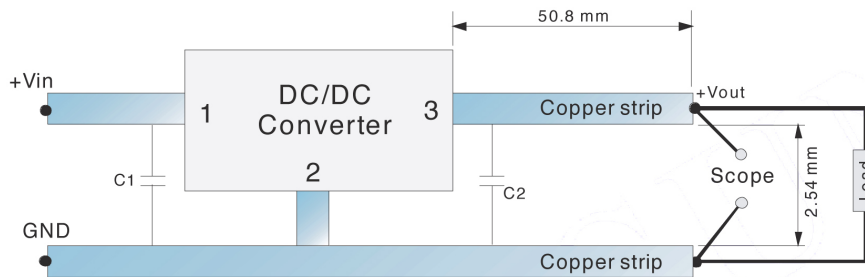 50.8 mm
+Vin
1
DC/DC
Converter
3
Copper strip
+Vout
C1
2
C2
Scope
2.54 mm
Load
GND
Copper strip